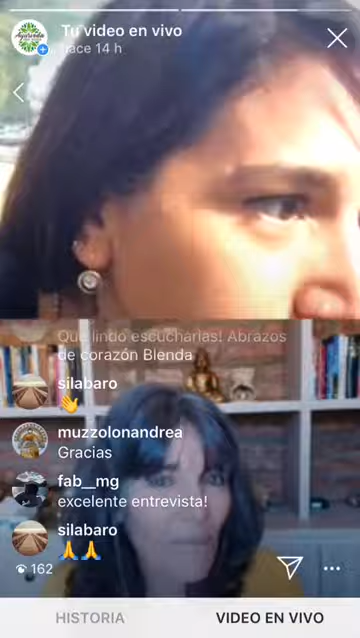 Ayurveda
Tu video en vivo
hace 14 h
Que lindo escucharlas! Abrazos
de corazón Blenda
silabaro
👋
muzzolonandrea
Gracias
fab__mg
excelente entrevista!
silabaro
🙏🙏
162
HISTORIA
VIDEO EN VIVO